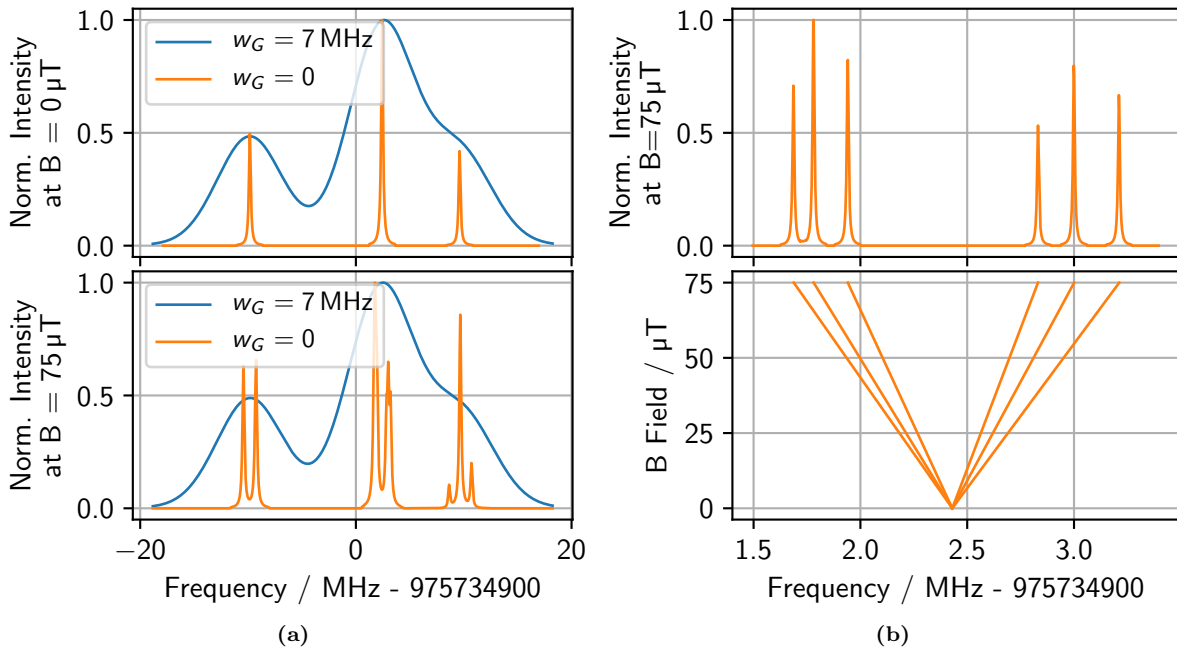 Norm. Intensity
at B = 0 µT
1.0
0.5
0.0
w_G = 7 MHz
w_G = 0
Norm. Intensity
at B = 75 µT
1.0
0.5
0.0
w_G = 7 MHz
w_G = 0
−20
0
20
Frequency / MHz - 975734900
(a)
Norm. Intensity
at B=75 µT
1.0
0.5
0.0
B Field / µT
75
50
25
0
1.5
2.0
2.5
3.0
Frequency / MHz - 975734900
(b)